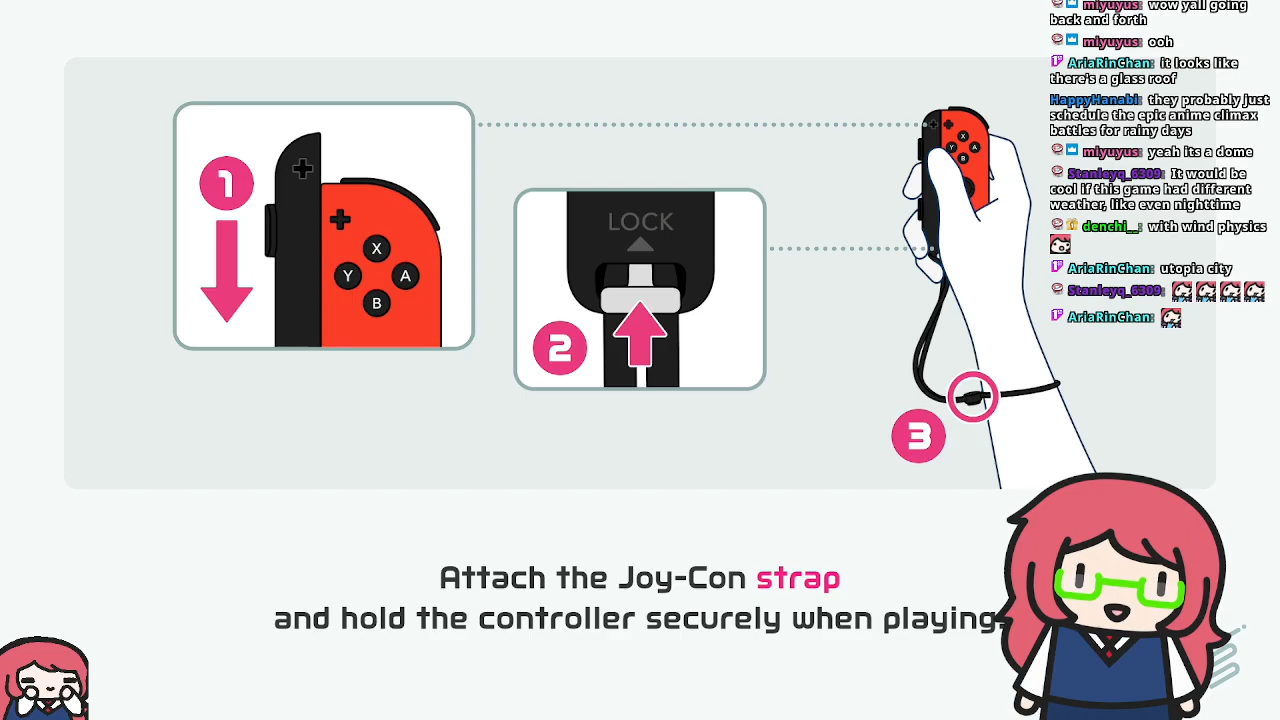 miyuyus: wow yall going
back and forth
miyuyus: ooh
AriaRinChan: it looks like
there's a glass roof
HappyHanabi: they probably just
schedule the epic anime climax
battles for rainy days
miyuyus: yeah its a dome
Stanleyq_6309: It would be
cool if this game had different
weather, like even nighttime
denchi__: with wind physics
AriaRinChan: utopia city
Stanleyq_6309:
AriaRinChan:
1
X
Y
A
B
LOCK
2
X
Y
A
B
3
Attach the Joy-Con strap
and hold the controller securely when playing.